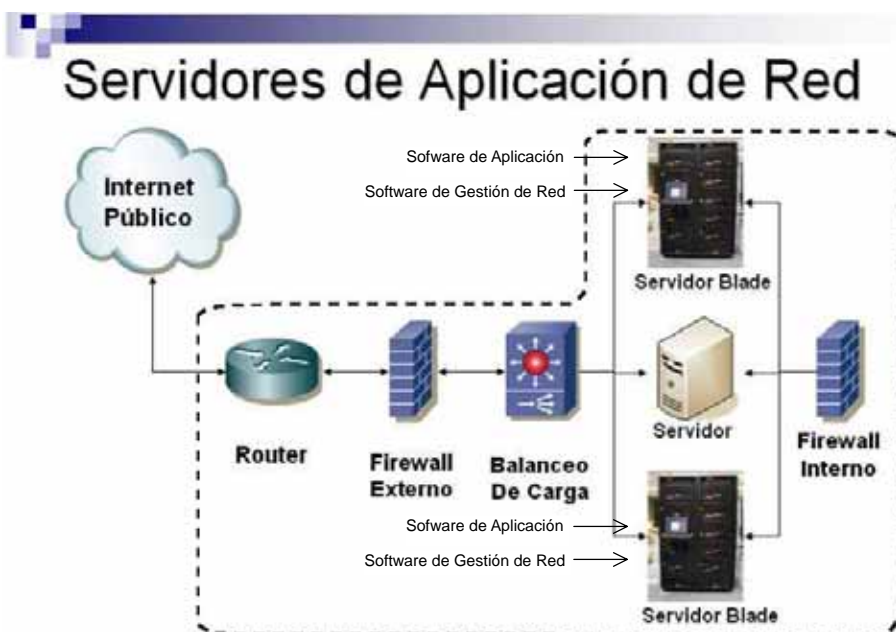 Servidores de Aplicación de Red
Internet
Público
Sofware de Aplicación
Software de Gestión de Red
Servidor Blade
Router
Firewall
Externo
Balanceo
De Carga
Servidor
Firewall
Interno
Sofware de Aplicación
Software de Gestión de Red
Servidor Blade